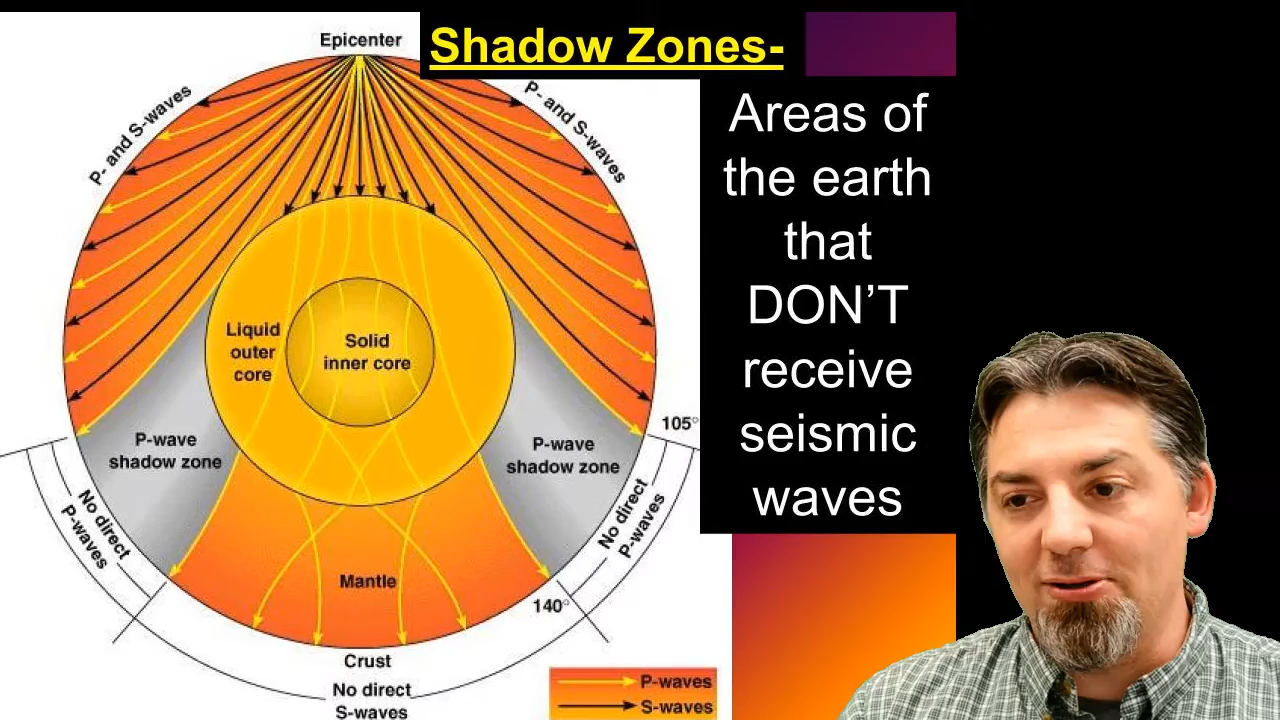 Epicenter
Shadow Zones-
P- and S-waves
P- and S-waves
Areas of
the earth
that
DON'T
receive
seismic
waves
Liquid
outer
core
Solid
inner core
105°
P-wave
shadow zone
P-wave
shadow zone
No direct
P-waves
No direct
P-waves
Mantle
140°
Crust
No direct
S-waves
P-waves
S-waves